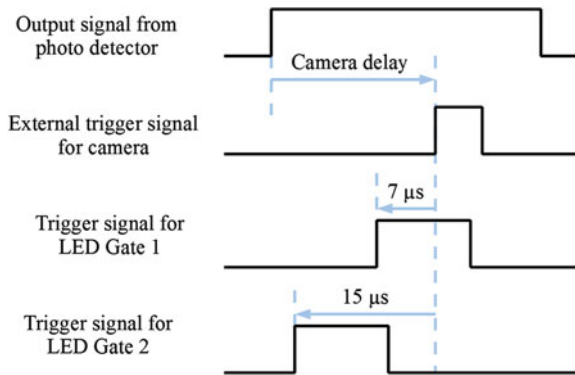 Output signal from
photo detector
Camera delay
External trigger signal
for camera
7 μs
Trigger signal for
LED Gate 1
15 μs
Trigger signal for
LED Gate 2